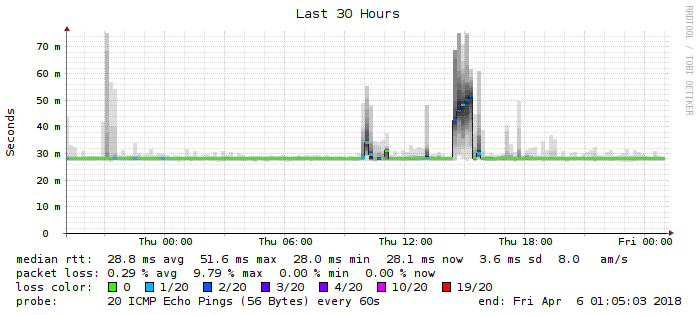 Last 30 Hours
RRDTOOL / TOBI OETIKER
Seconds
70 m
60 m
50 m
40 m
30 m
20 m
10 m
0
Thu 00:00 Thu 06:00 Thu 12:00 Thu 18:00 Fri 00:00
median rtt: 28.8 ms avg 51.6 ms max 28.0 ms min 28.1 ms now 3.6 ms sd 8.0 am/s
packet loss: 0.29 % avg 9.79 % max 0.00 % min 0.00 % now
loss color: 0 1/20 2/20 3/20 4/20 10/20 19/20
probe: 20 ICMP Echo Pings (56 Bytes) every 60s end: Fri Apr 6 01:05:03 2018